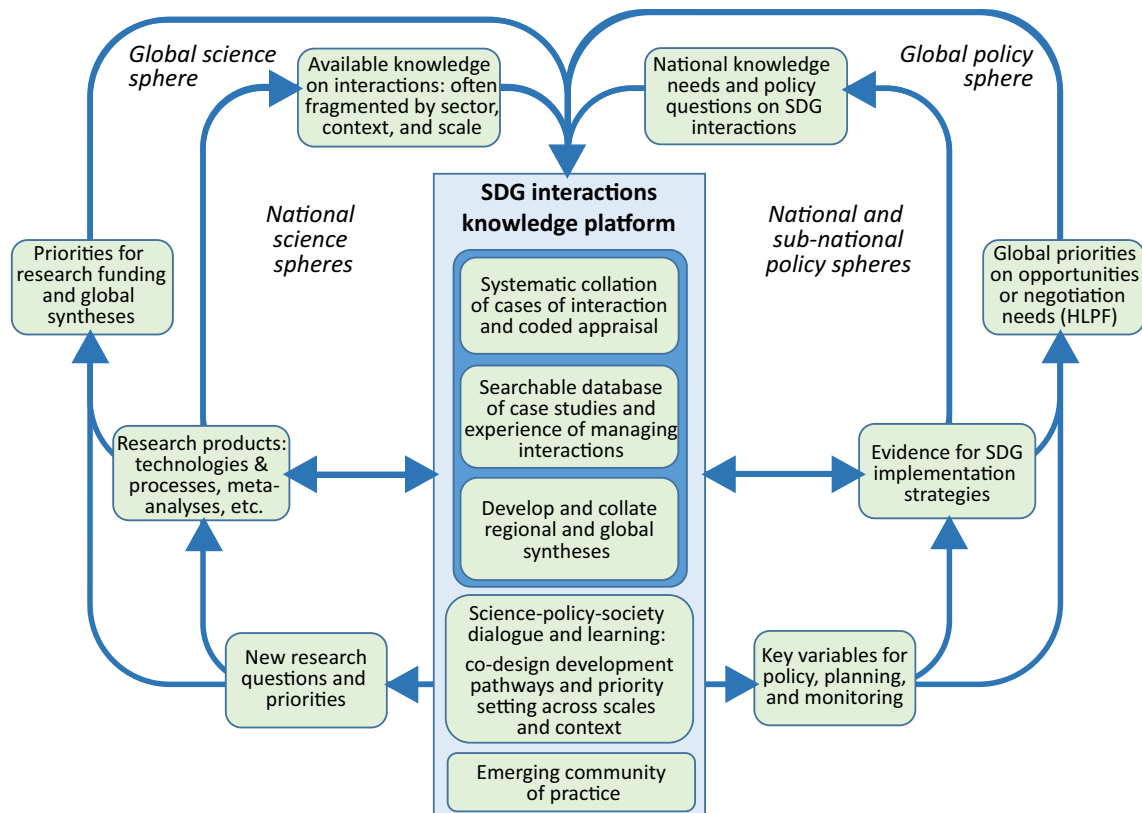 Global science
sphere
Available knowledge
on interactions: often
fragmented by sector,
context, and scale
National knowledge
needs and policy
questions on SDG
interactions
Global policy
sphere
National
science
spheres
SDG interactions
knowledge platform
National and
sub-national
policy spheres
Priorities for
research funding
and global
syntheses
Systematic collation
of cases of interaction
and coded appraisal
Global priorities
on opportunities
or negotiation
needs (HLPF)
Research products:
technologies &
processes, meta-
analyses, etc.
Searchable database
of case studies and
experience of managing
interactions
Evidence for SDG
implementation
strategies
Develop and collate
regional and global
syntheses
New research
questions and
priorities
Science-policy-society
dialogue and learning:
co-design development
pathways and priority
setting across scales
and context
Key variables for
policy, planning,
and monitoring
Emerging community
of practice